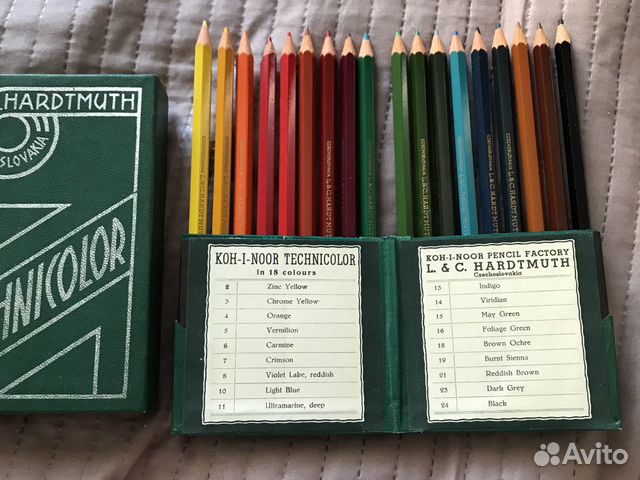 L.HARDTMUTH
OSLOVAKIA
HNICOLOR
KOH-I-NOOR TECHNICOLOR
in 18 colours
2 Zinc Yellow
3 Chrome Yellow
4 Orange
5 Vermilion
6 Carmine
7 Crimson
8 Violet Lake, reddish
10 Light Blue
11 Ultramarine, deep
KOH-I-NOOR PENCIL FACTORY
L. & C. HARDTMUTH
Czechoslovakia
13 Indigo
14 Viridian
15 May Green
16 Foliage Green
18 Brown Ochre
19 Burnt Sienna
21 Reddish Brown
23 Dark Grey
24 Black
Avito